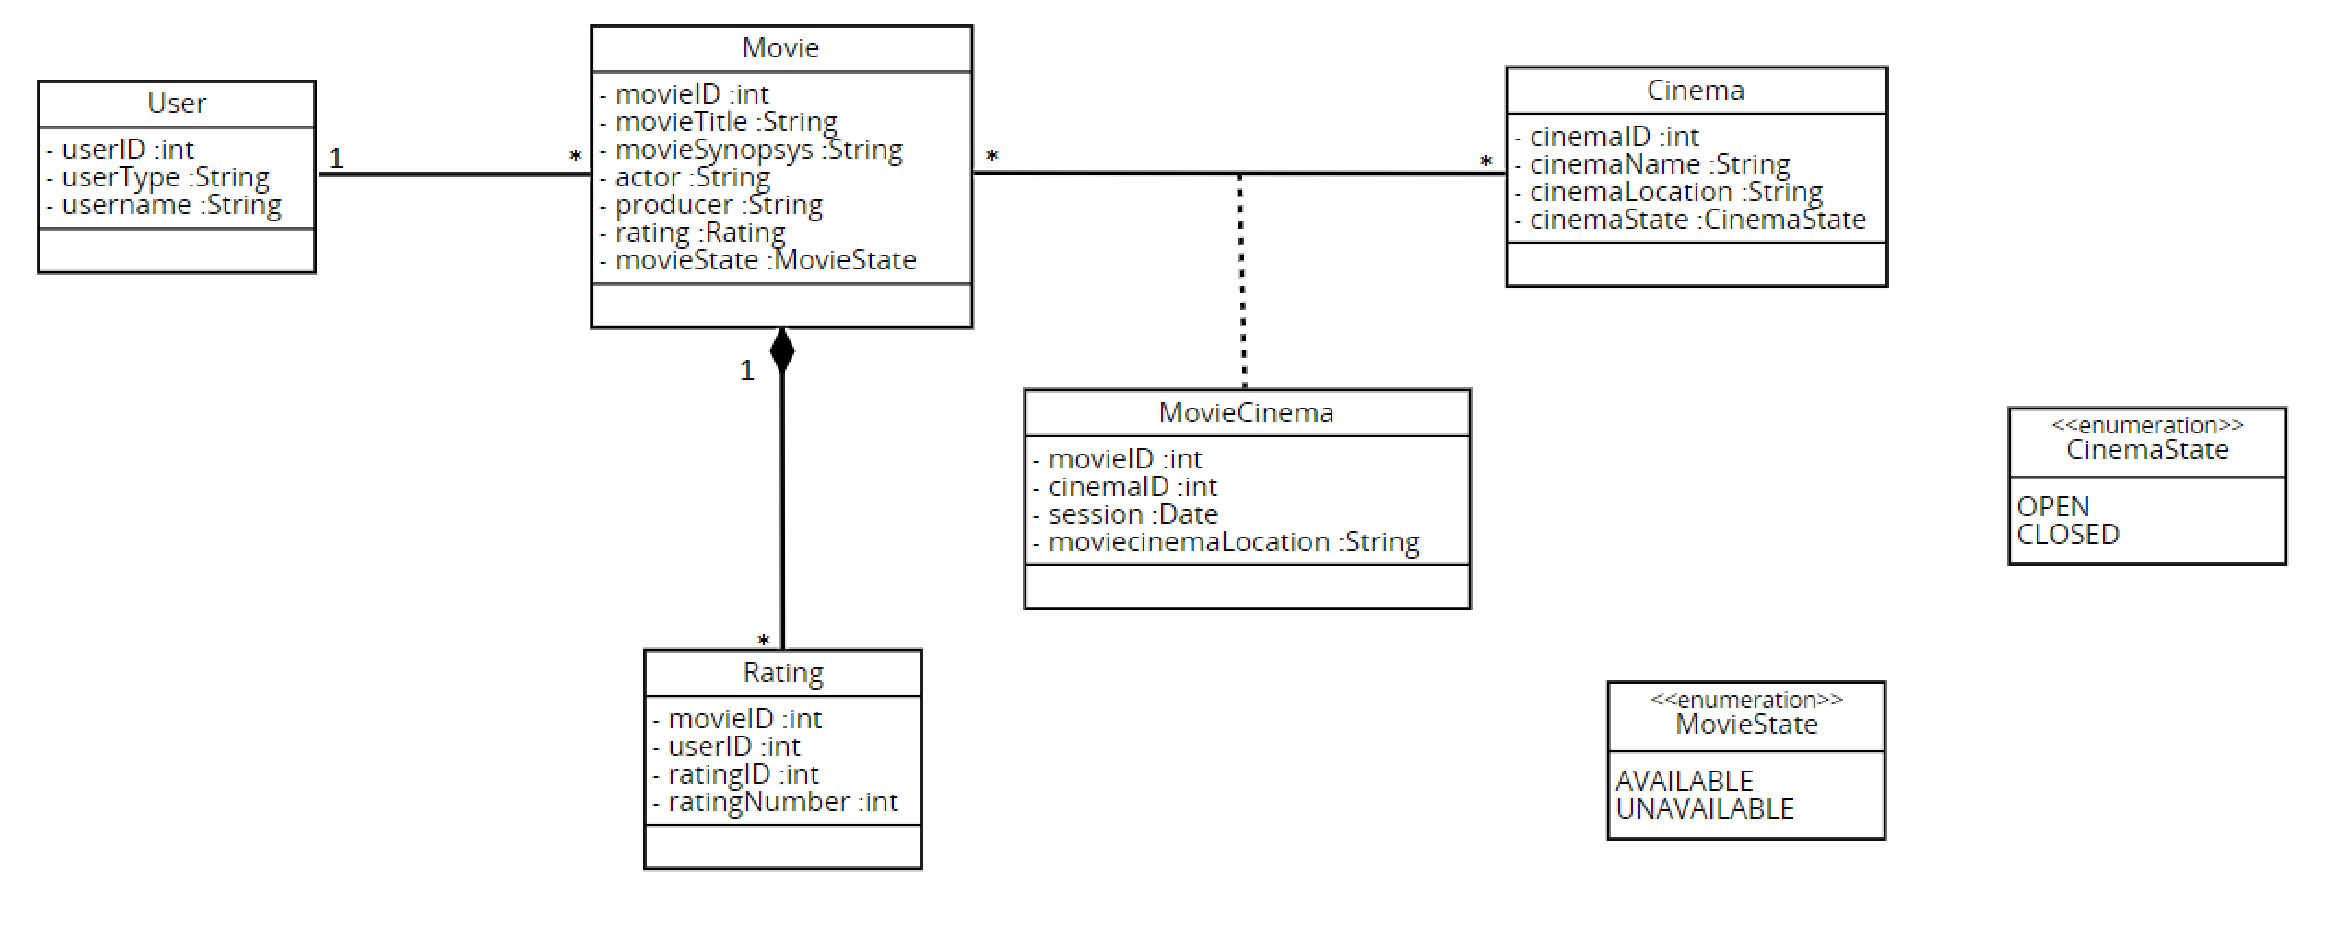 User
- userID :int
- userType :String
- username :String
1
*
Movie
- movieID :int
- movieTitle :String
- movieSynopsys :String
- actor :String
- producer :String
- rating :Rating
- movieState :MovieState
*
*
Cinema
- cinemaID :int
- cinemaName :String
- cinemaLocation :String
- cinemaState :CinemaState
1
*
MovieCinema
- movieID :int
- cinemaID :int
- session :Date
- moviecinemaLocation :String
<<enumeration>>
CinemaState
OPEN
CLOSED
Rating
- movieID :int
- userID :int
- ratingID :int
- ratingNumber :int
<<enumeration>>
MovieState
AVAILABLE
UNAVAILABLE